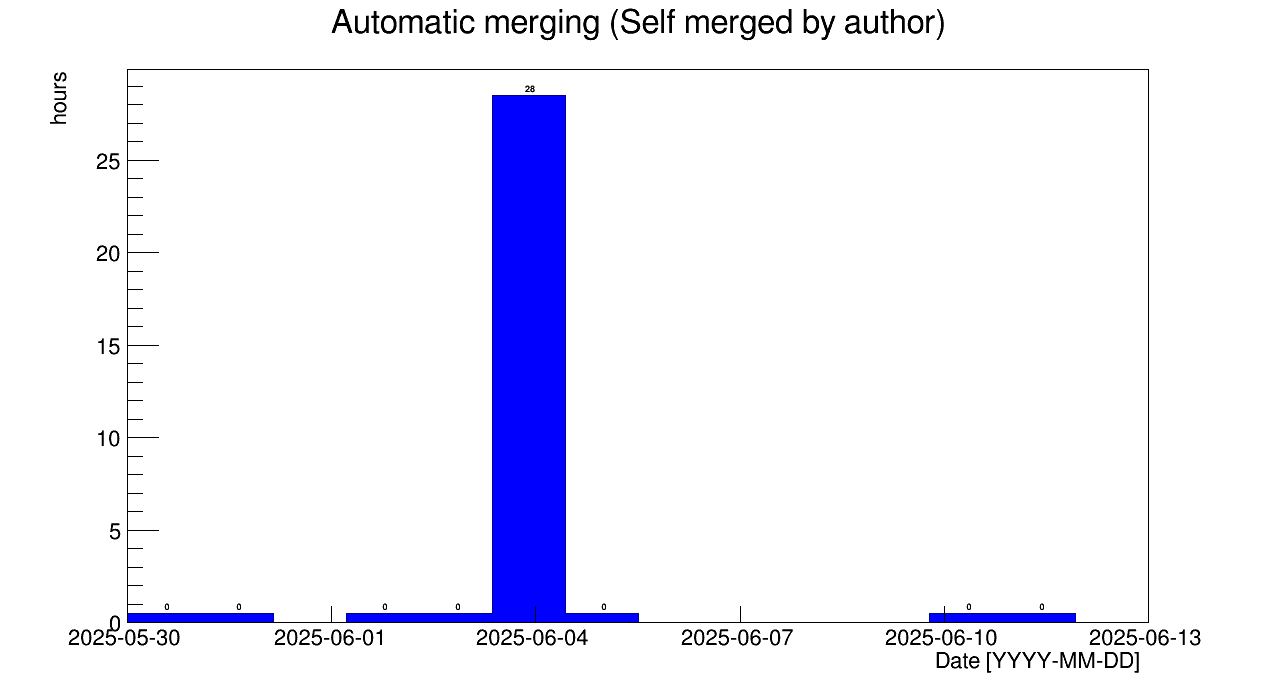 Automatic merging (Self merged by author)
hours
28
25
20
15
10
5
0
0 0 0 0 0 0 0
2025-05-30 2025-06-01 2025-06-04 2025-06-07 2025-06-10 2025-06-13
Date [YYYY-MM-DD]